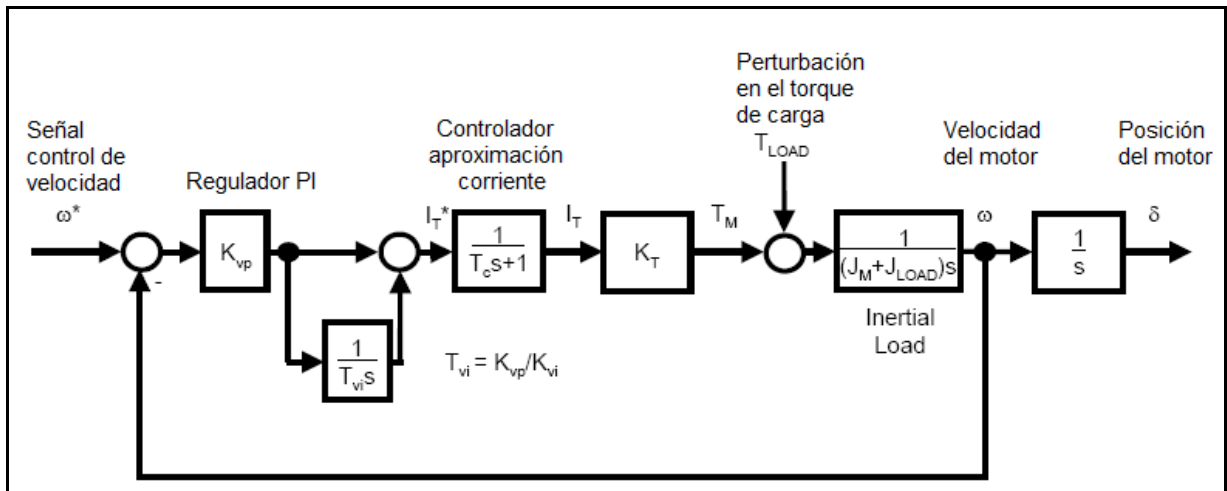 Señal
control de
velocidad
ω*
-
Regulador PI
K_vp
1
T_vi s
T_vi = K_vp/K_vi
Controlador
aproximación
corriente
I_T*
1
T_c s+1
I_T
K_T
T_M
Perturbación
en el torque
de carga
T_LOAD
1
(J_M+J_LOAD)s
Inertial
Load
Velocidad
del motor
ω
1
s
Posición
del motor
δ